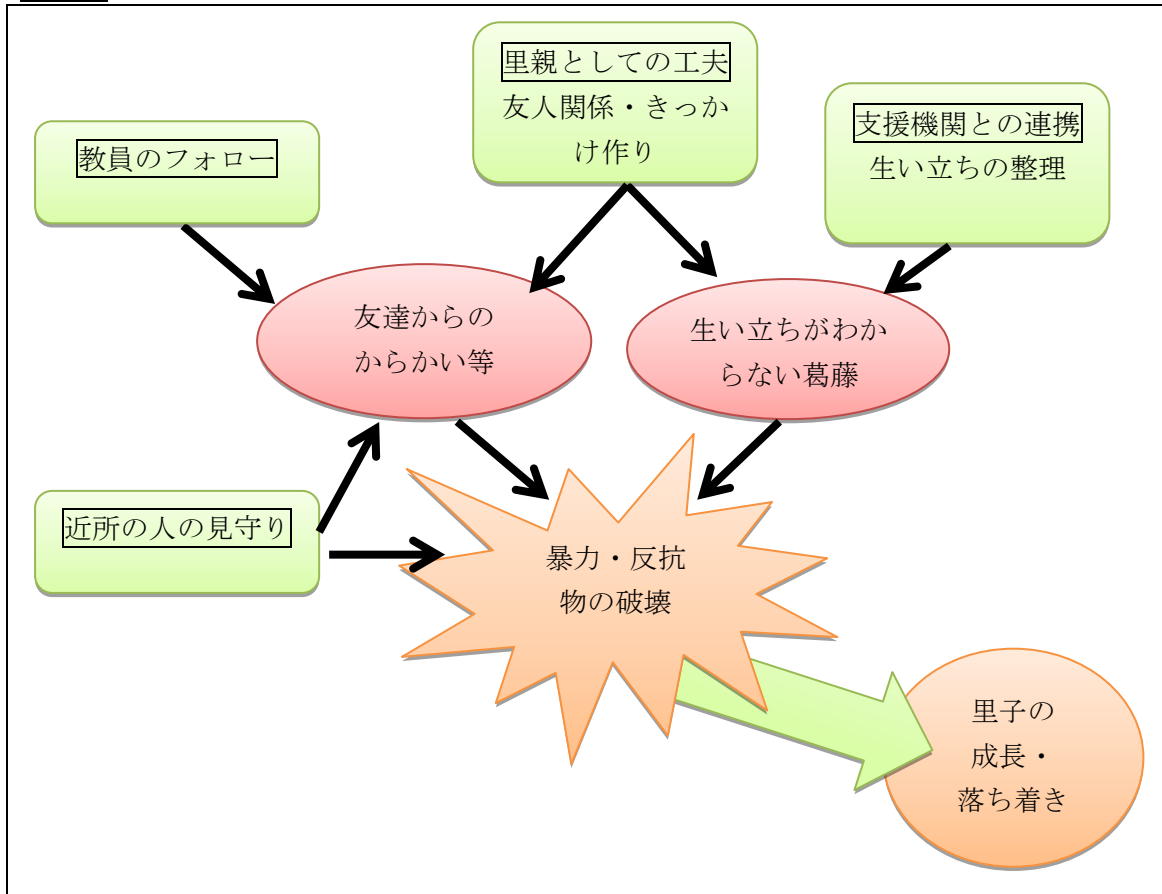 里親としての工夫
友人関係・きっか
け作り
支援機関との連携
生い立ちの整理
教員のフォロー
友達からの
からかい等
生い立ちがわか
らない葛藤
近所の人の見守り
暴力・反抗
物の破壊
里子の
成長・
落ち着き